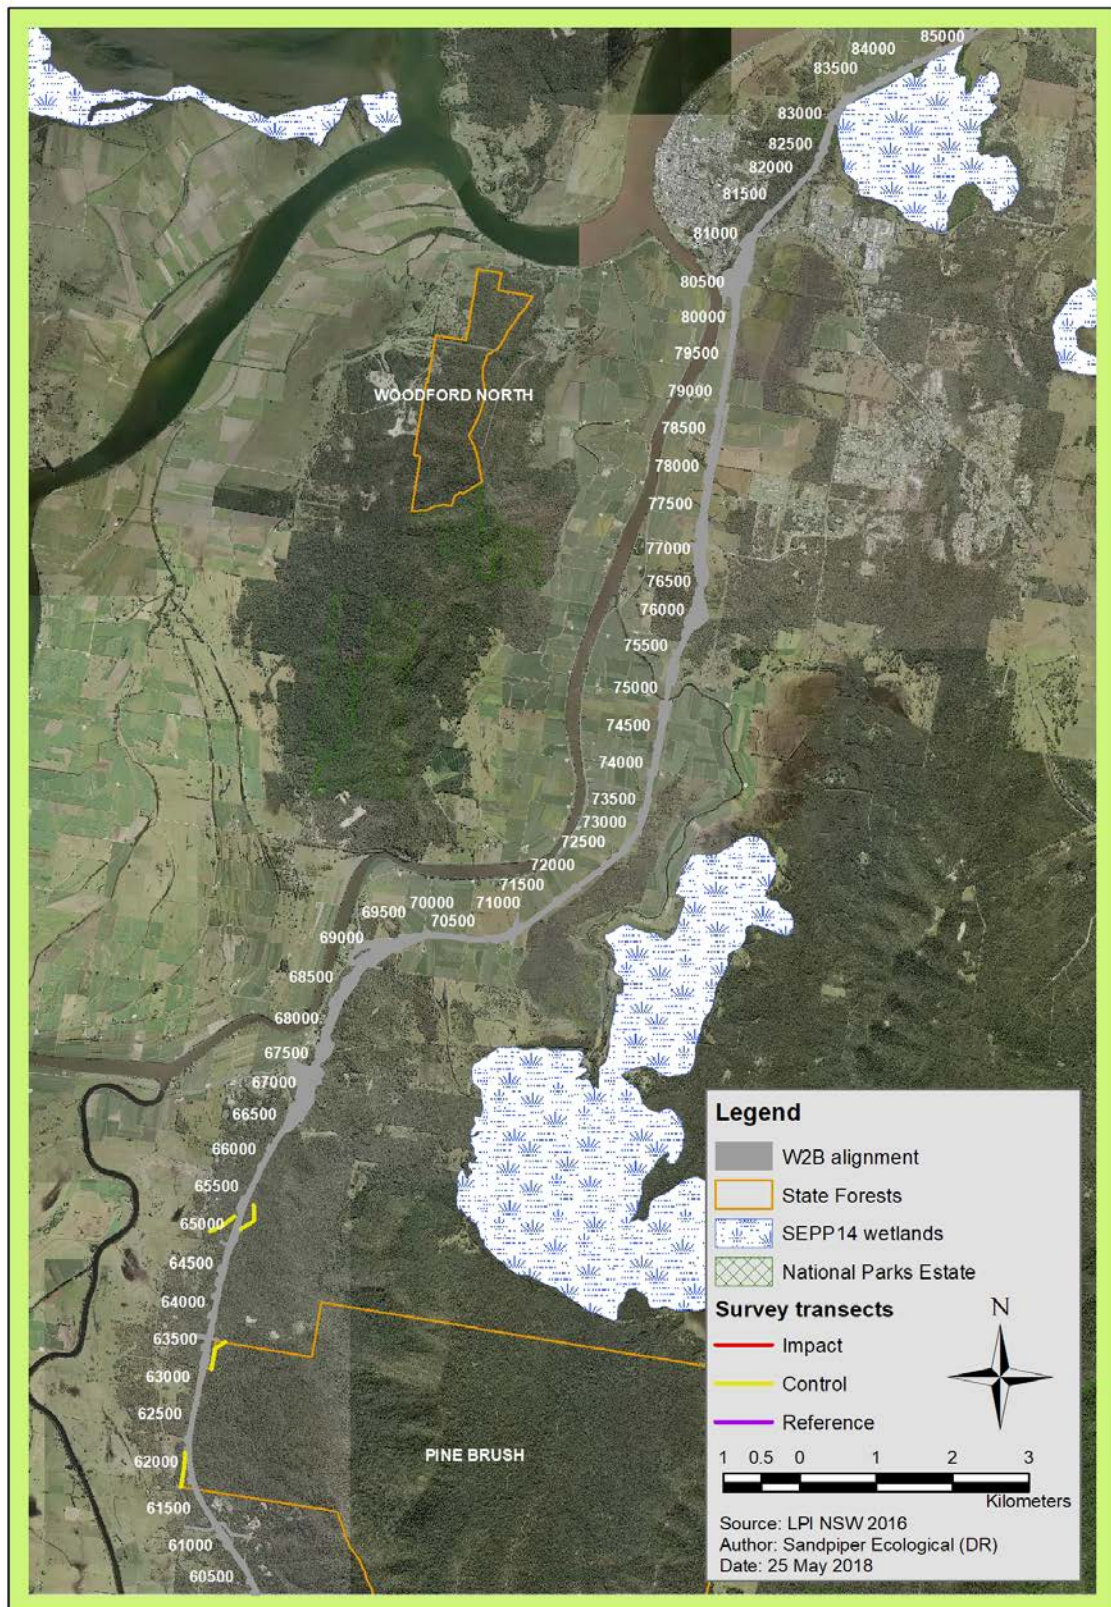 85000
84000
83500
83000
82500
82000
81500
81000
80500
80000
79500
79000
WOODFORD NORTH
78500
78000
77500
77000
76500
76000
75500
75000
74500
74000
73500
73000
72500
72000
71500
71000
70000
69500
70500
69000
68500
68000
67500
67000
66500
66000
65500
65000
64500
64000
63500
63000
62500
62000
61500
61000
60500
PINE BRUSH
Legend
W2B alignment
State Forests
SEPP14 wetlands
National Parks Estate
Survey transects
N
Impact
Control
Reference
1 0.5 0 1 2 3
Kilometers
Source: LPI NSW 2016
Author: Sandpiper Ecological (DR)
Date: 25 May 2018